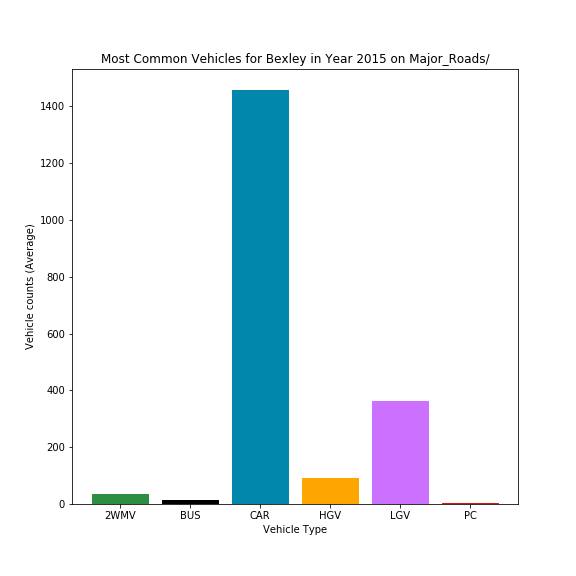 Most Common Vehicles for Bexley in Year 2015 on Major_Roads/
Vehicle counts (Average)
1400
1200
1000
800
600
400
200
0
2WMV BUS CAR HGV LGV PC
Vehicle Type